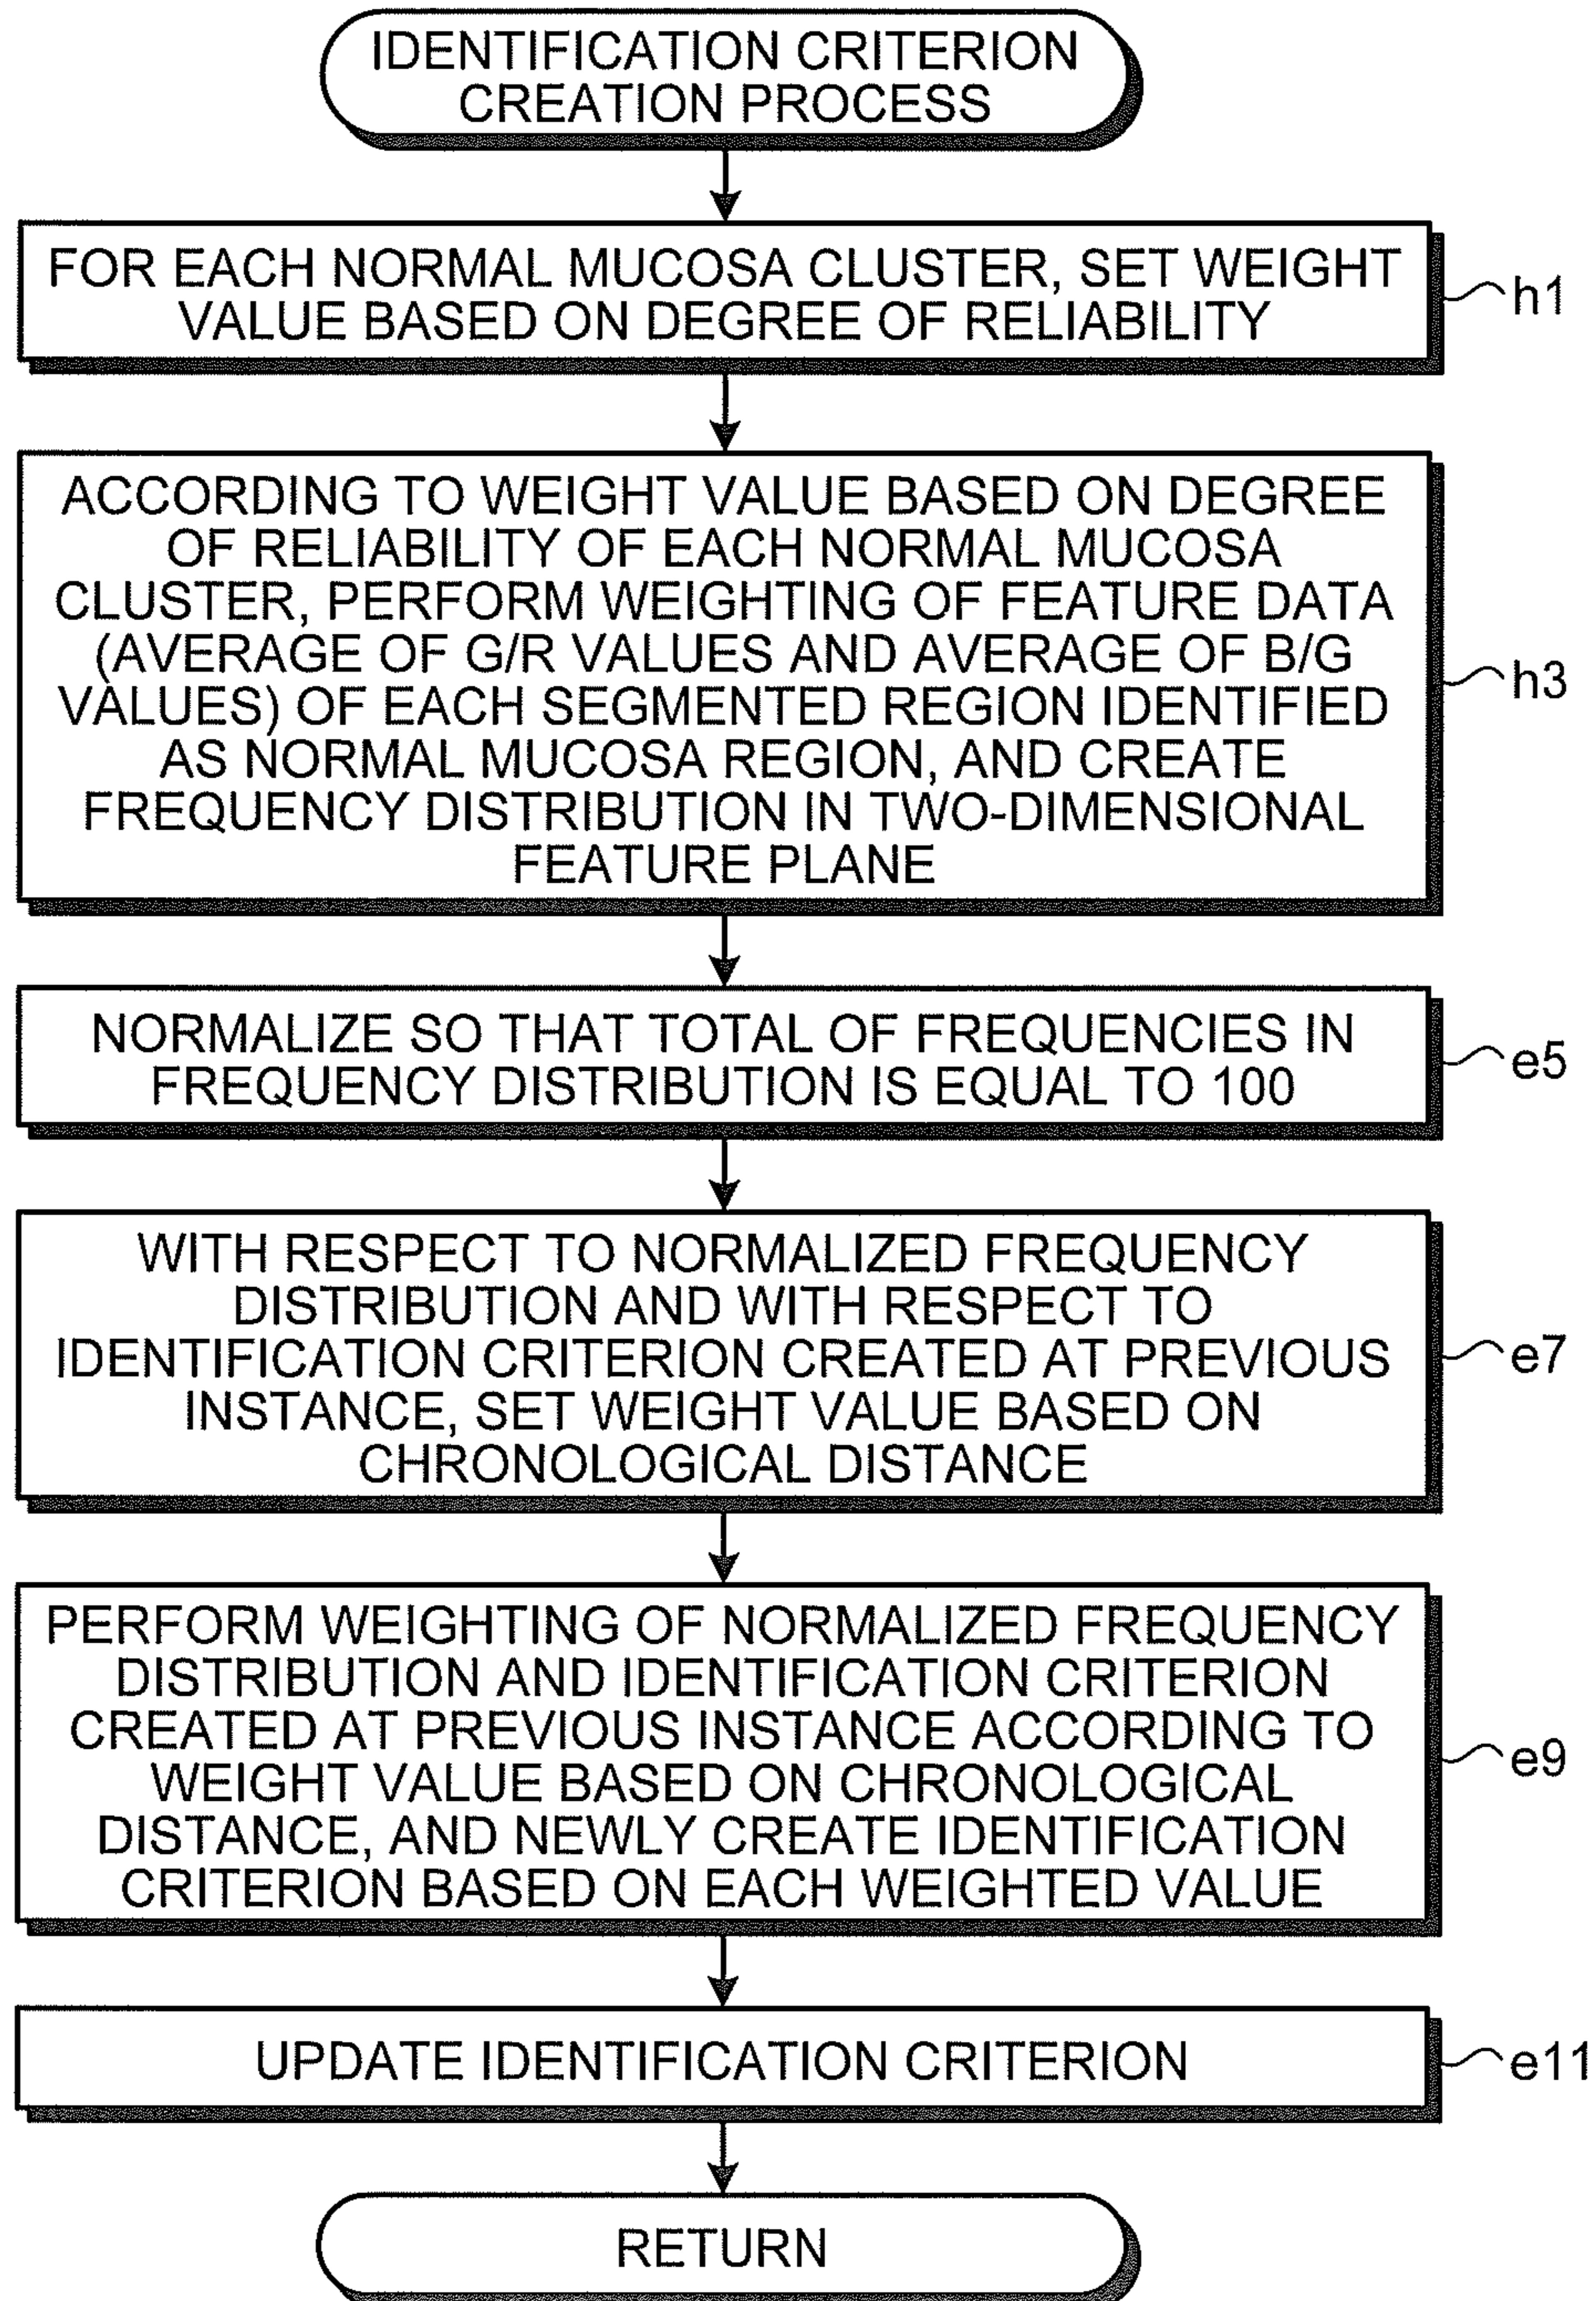 IDENTIFICATION CRITERION
CREATION PROCESS
FOR EACH NORMAL MUCOSA CLUSTER, SET WEIGHT
VALUE BASED ON DEGREE OF RELIABILITY
h1
ACCORDING TO WEIGHT VALUE BASED ON DEGREE
OF RELIABILITY OF EACH NORMAL MUCOSA
CLUSTER, PERFORM WEIGHTING OF FEATURE DATA
(AVERAGE OF G/R VALUES AND AVERAGE OF B/G
VALUES) OF EACH SEGMENTED REGION IDENTIFIED
AS NORMAL MUCOSA REGION, AND CREATE
FREQUENCY DISTRIBUTION IN TWO-DIMENSIONAL
FEATURE PLANE
h3
NORMALIZE SO THAT TOTAL OF FREQUENCIES IN
FREQUENCY DISTRIBUTION IS EQUAL TO 100
e5
WITH RESPECT TO NORMALIZED FREQUENCY
DISTRIBUTION AND WITH RESPECT TO
IDENTIFICATION CRITERION CREATED AT PREVIOUS
INSTANCE, SET WEIGHT VALUE BASED ON
CHRONOLOGICAL DISTANCE
e7
PERFORM WEIGHTING OF NORMALIZED FREQUENCY
DISTRIBUTION AND IDENTIFICATION CRITERION
CREATED AT PREVIOUS INSTANCE ACCORDING TO
WEIGHT VALUE BASED ON CHRONOLOGICAL
DISTANCE, AND NEWLY CREATE IDENTIFICATION
CRITERION BASED ON EACH WEIGHTED VALUE
e9
UPDATE IDENTIFICATION CRITERION
e11
RETURN